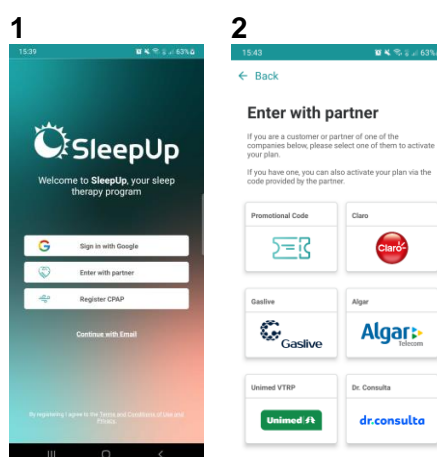 1
15:39
63%
SleepUp
Welcome to SleepUp, your sleep
therapy program
Sign in with Google
Enter with partner
Register CPAP
Continue with Email
By registering I agree to the Terms and Conditions of Use and
Privacy.
2
15:43
63%
Back
Enter with partner
If you are a customer or partner of one of the
companies below, please select one of them to activate
your plan.
If you have one, you can also activate your plan via the
code provided by the partner.
Promotional Code
Claro
Claro
Gaslive
Algar
Gaslive
Algar
Telecom
Unimed VTRP
Dr. Consulta
Unimed
dr.consulta